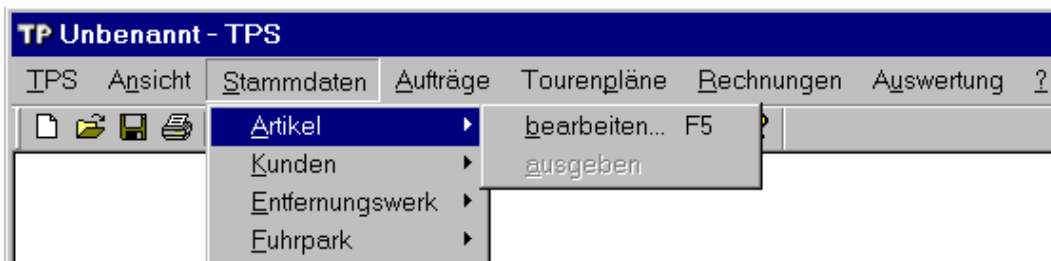 TP Unbenannt - TPS
TPS Ansicht Stammdaten Aufträge Tourenpläne Rechnungen Auswertung ?
Artikel bearbeiten... F5
Kunden ausgeben
Entfernungswerk
Fuhrpark